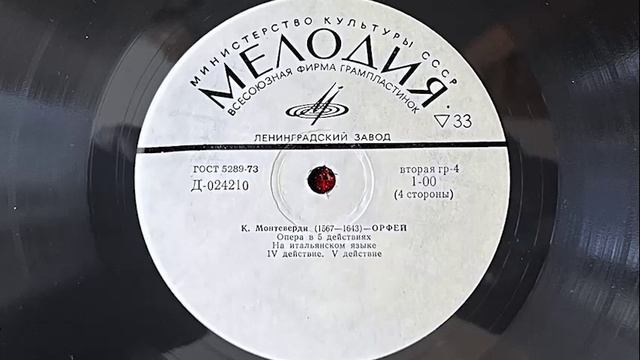 МИНИСТЕРСТВО КУЛЬТУРЫ СССР
МЕЛОДИЯ
ВСЕСОЮЗНАЯ ФИРМА ГРАМПЛАСТИНОК
ЛЕНИНГРАДСКИЙ ЗАВОД
▽33
ГОСТ 5289-73
Д-024210
вторая гр-4
1-00
(4 стороны)
К. Монтеверди (1567—1643)—ОРФЕЙ
Опера в 5 действиях
На итальянском языке
IV действие, V действие